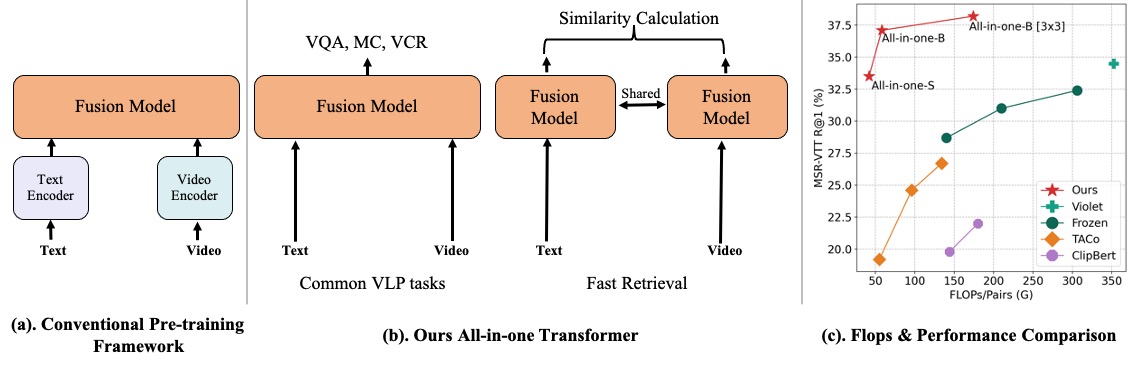 Fusion Model
Text
Encoder
Video
Encoder
Text
Video
(a). Conventional Pre-training
Framework
VQA, MC, VCR
Fusion Model
Text
Video
Common VLP tasks
Similarity Calculation
Fusion
Model
Shared
Fusion
Model
Text
Video
Fast Retrieval
(b). Ours All-in-one Transformer
MSR-VTT R@1 (%)
37.5
35.0
32.5
30.0
27.5
25.0
22.5
20.0
All-in-one-B [3x3]
All-in-one-B
All-in-one-S
Ours
Violet
Frozen
TACo
ClipBert
50 100 150 200 250 300 350
FLOPs/Pairs (G)
(c). Flops & Performance Comparison